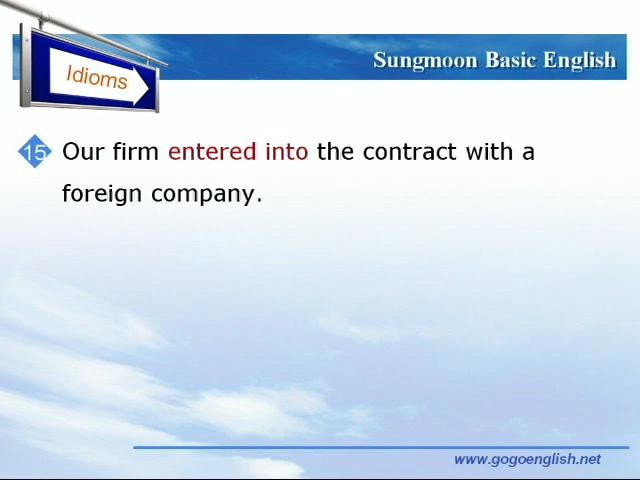 Sungmoon Basic English
Idioms
15 Our firm entered into the contract with a
foreign company.
www.gogoenglish.net